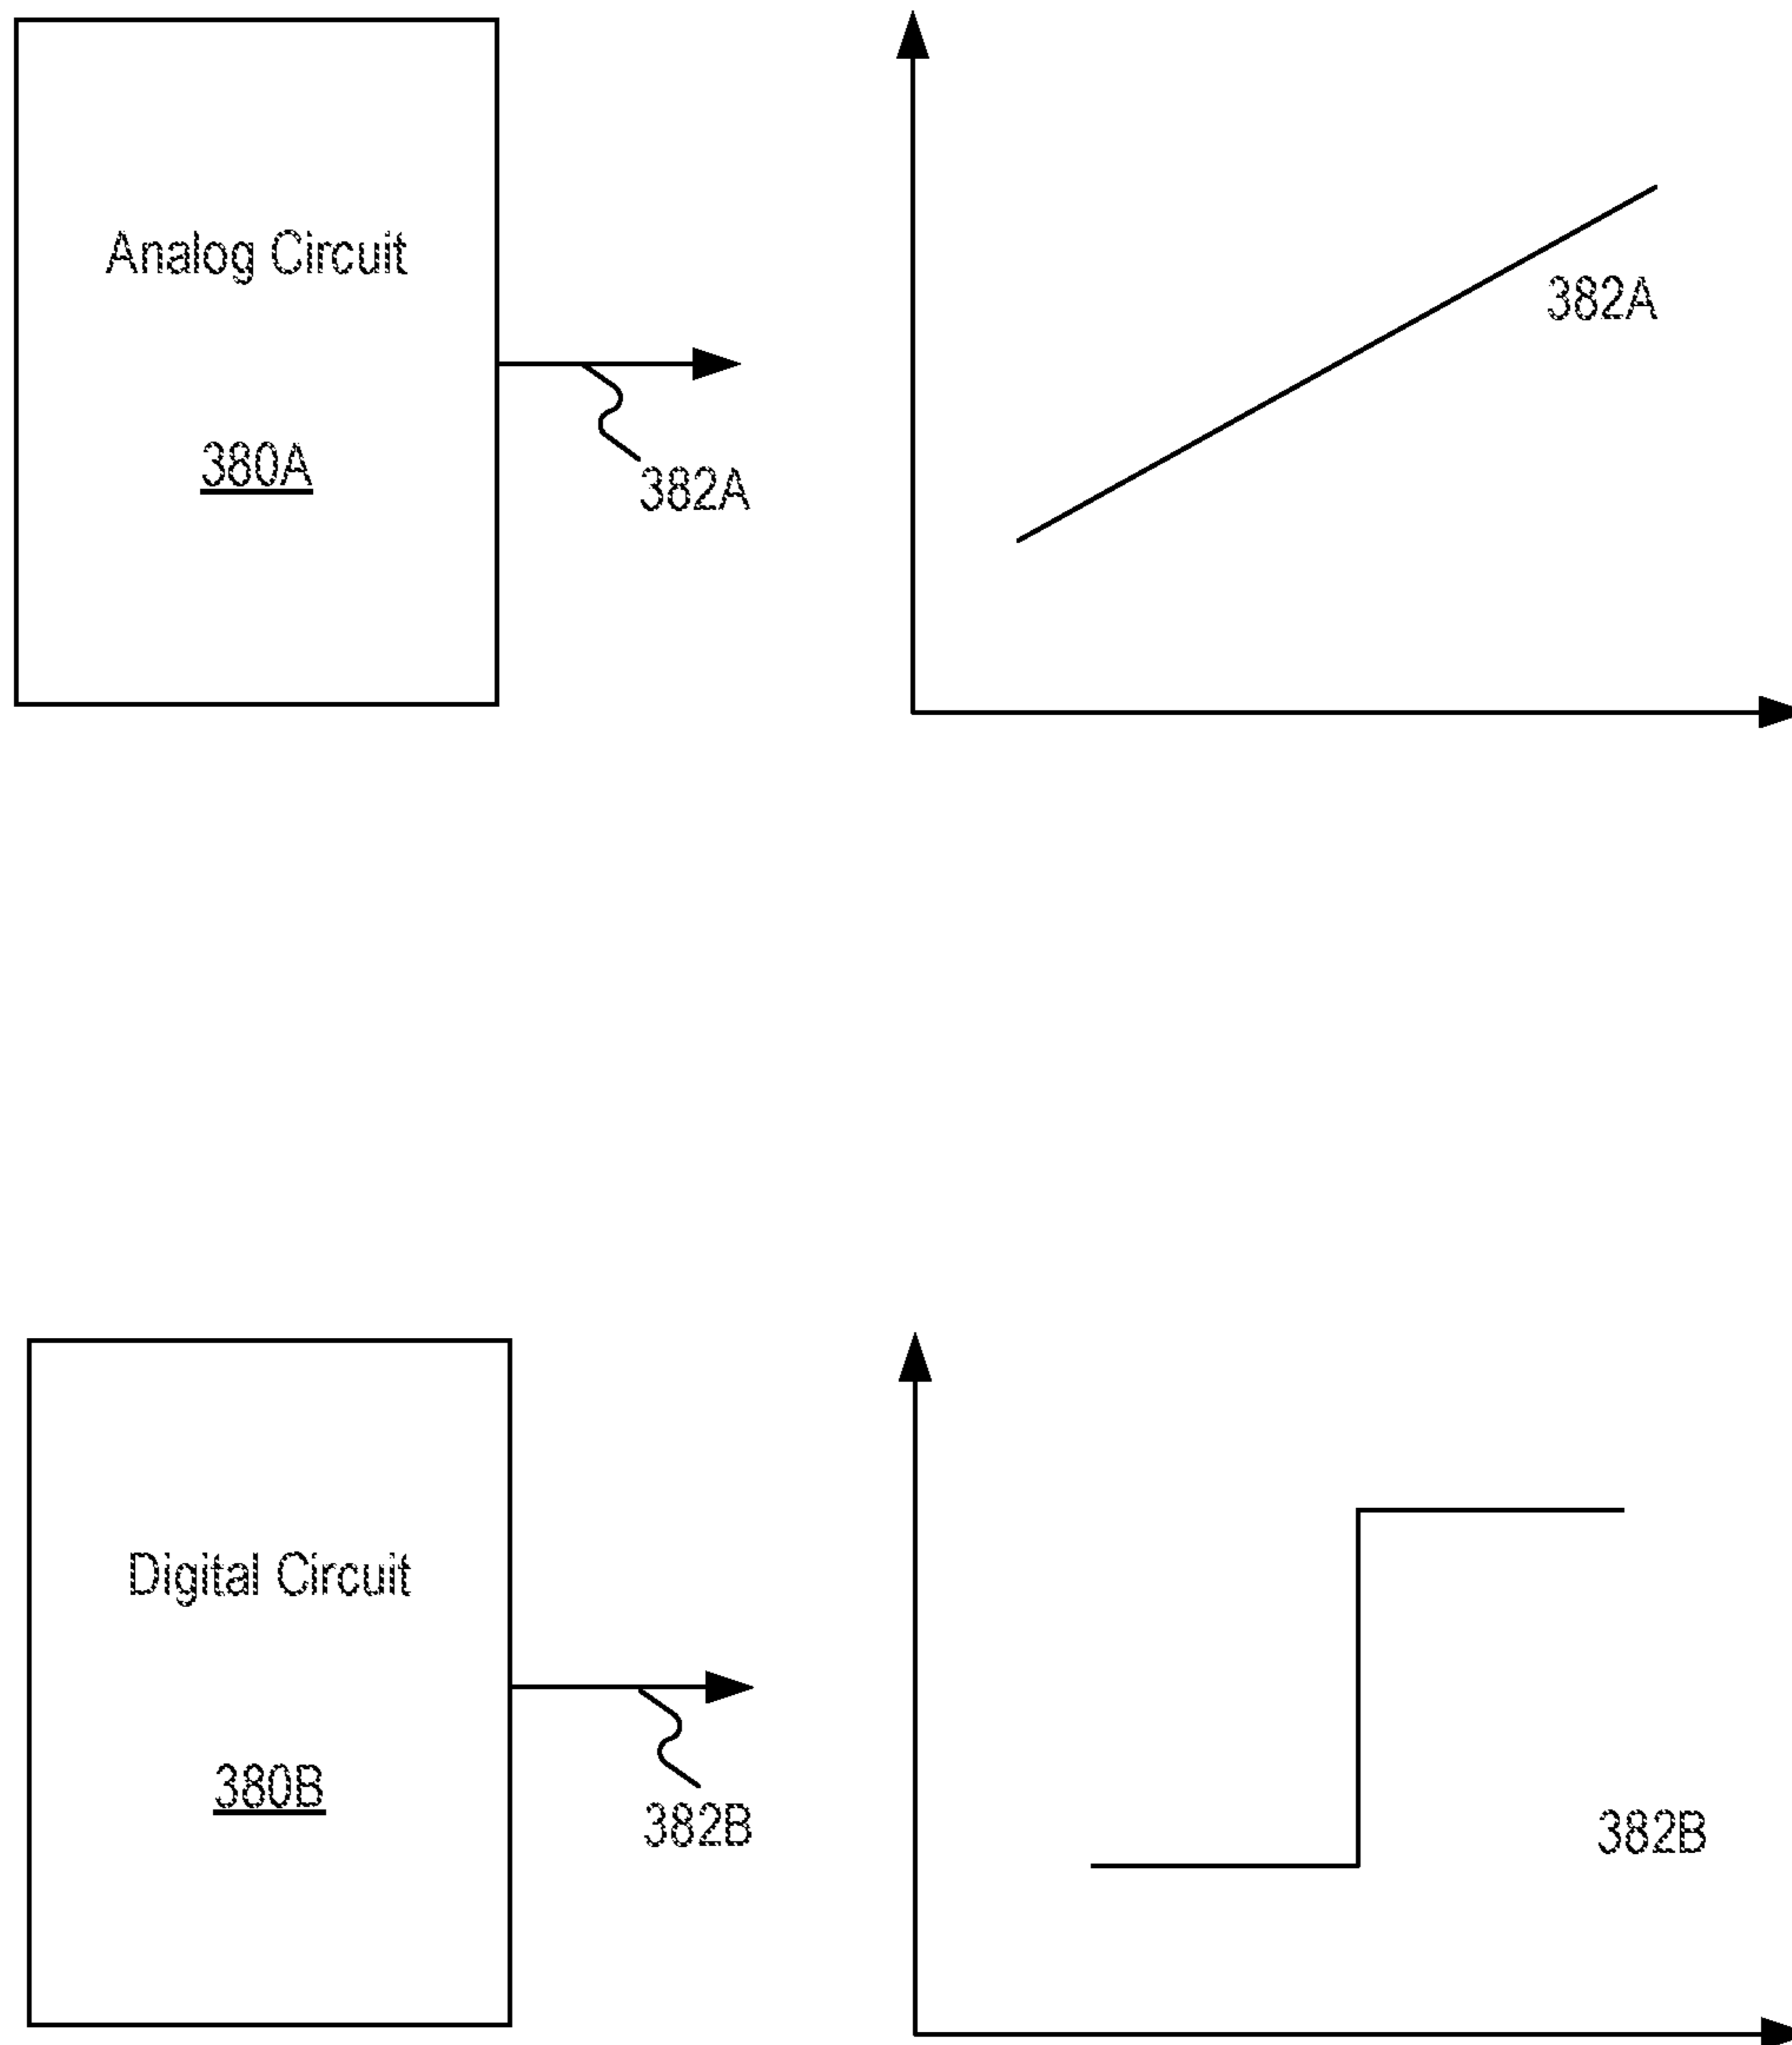 Analog Circuit
380A
382A
382A
Digital Circuit
380B
382B
382B